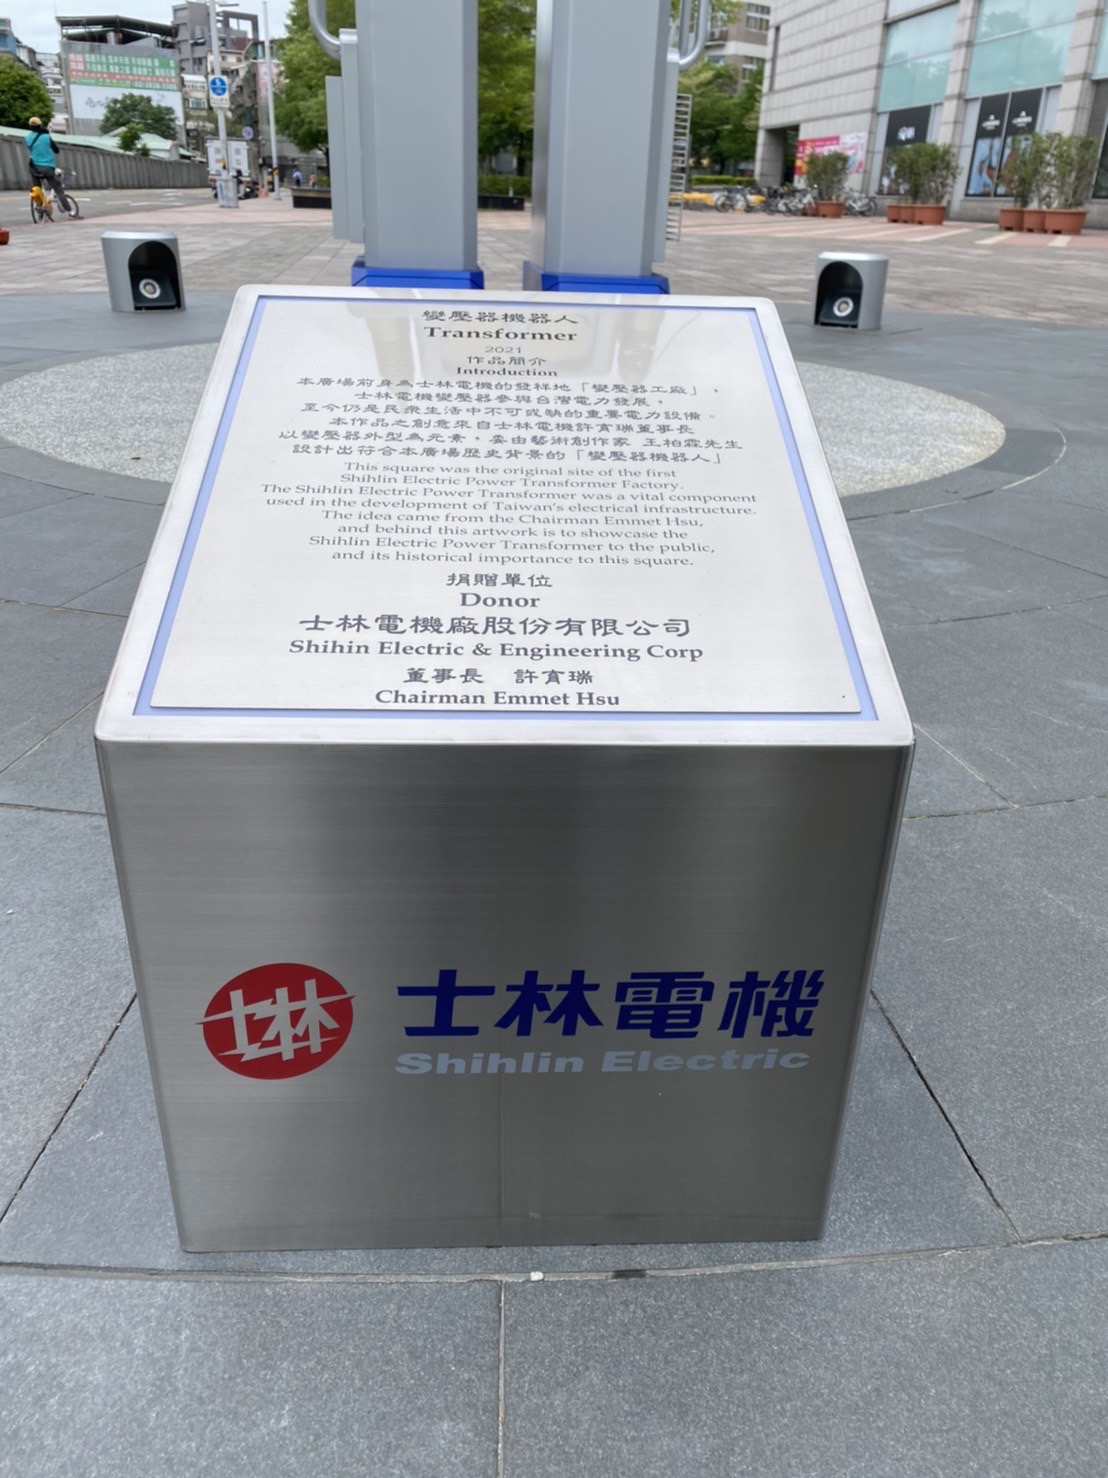 變壓器機器人
Transformer
2021
作品簡介
Introduction
本廣場前身為士林電機的發祥地「變壓器工廠」，
士林電機變壓器參與台灣電力發展，
至今仍是民眾生活中不可或缺的重要電力設備。
本作品之創意來自士林電機許育瑞董事長
以變壓器外型為元素，委由藝術創作家 王柏霖先生
設計出符合本廣場歷史背景的「變壓器機器人」
This square was the original site of the first
Shihlin Electric Power Transformer Factory.
The Shihlin Electric Power Transformer was a vital component
used in the development of Taiwan's electrical infrastructure.
The idea came from the Chairman Emmet Hsu,
and behind this artwork is to showcase the
Shihlin Electric Power Transformer to the public,
and its historical importance to this square.
捐贈單位
Donor
士林電機廠股份有限公司
Shihin Electric & Engineering Corp
董事長 許育瑞
Chairman Emmet Hsu
士林
士林電機
Shihlin Electric